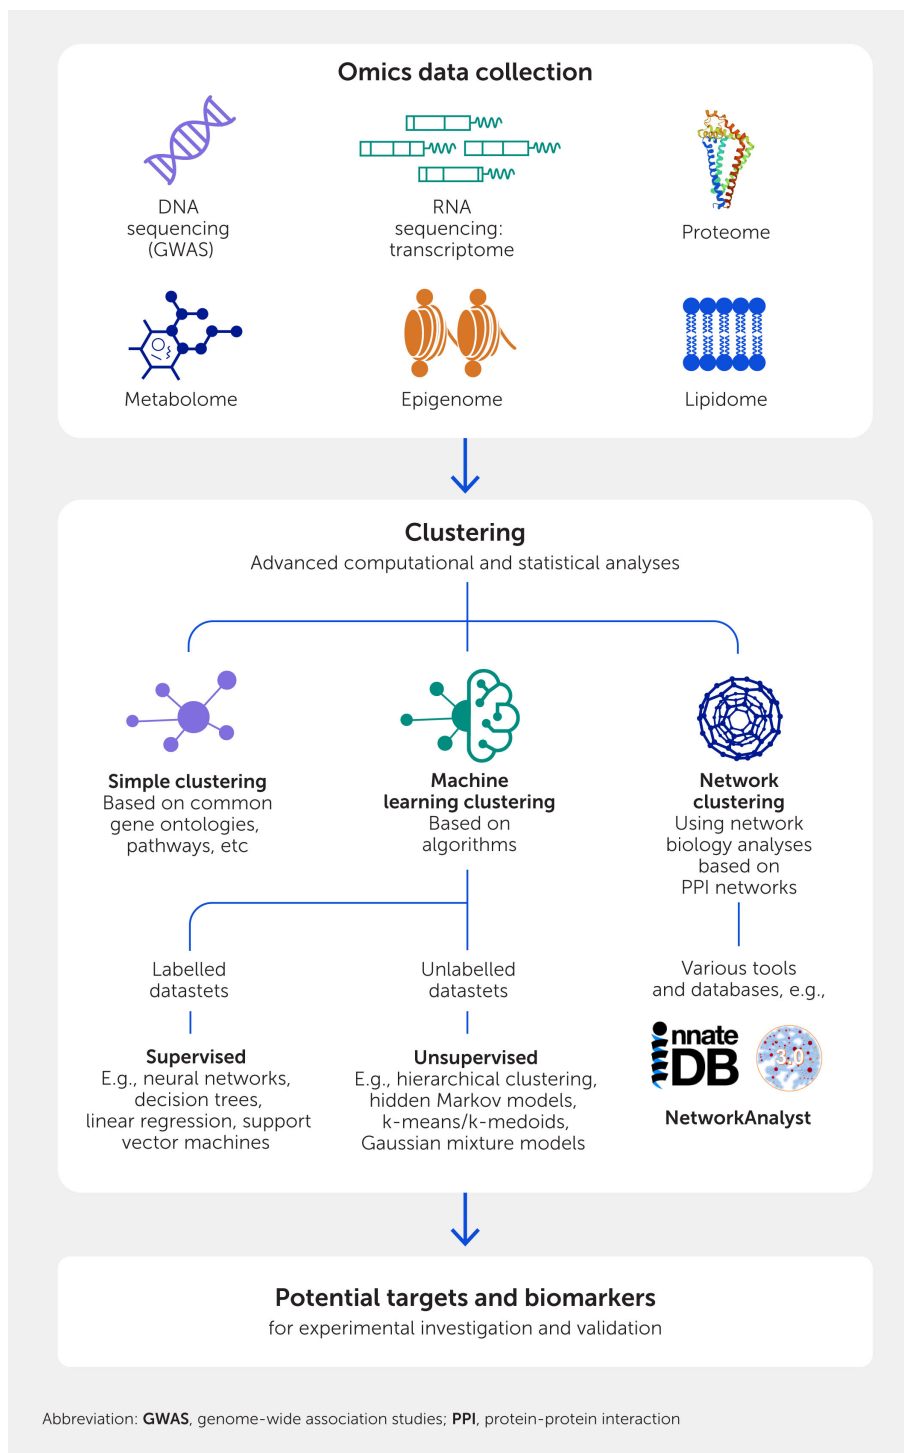 Omics data collection
DNA
sequencing
(GWAS)
RNA
sequencing:
transcriptome
Proteome
Metabolome
Epigenome
Lipidome
Clustering
Advanced computational and statistical analyses
Simple clustering
Based on common
gene ontologies,
pathways, etc
Machine
learning clustering
Based on
algorithms
Network
clustering
Using network
biology analyses
based on
PPI networks
Labelled
datastets
Supervised
E.g., neural networks,
decision trees,
linear regression, support
vector machines
Unlabelled
datastets
Unsupervised
E.g., hierarchical clustering,
hidden Markov models,
k-means/k-medoids,
Gaussian mixture models
Various tools
and databases, e.g.,
innate
DB
3.0
NetworkAnalyst
Potential targets and biomarkers
for experimental investigation and validation
Abbreviation: GWAS, genome-wide association studies; PPI, protein-protein interaction